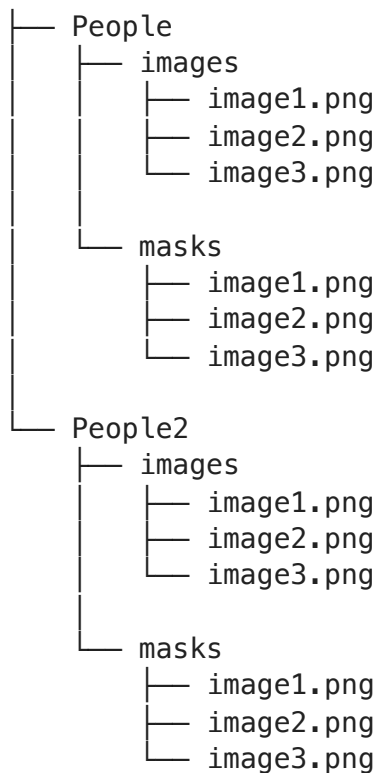 ├── People
│   ├── images
│   │   ├── image1.png
│   │   ├── image2.png
│   │   └── image3.png
│   │
│   └── masks
│       ├── image1.png
│       ├── image2.png
│       └── image3.png
│
└── People2
    ├── images
    │   ├── image1.png
    │   ├── image2.png
    │   └── image3.png
    │
    └── masks
        ├── image1.png
        ├── image2.png
        └── image3.png